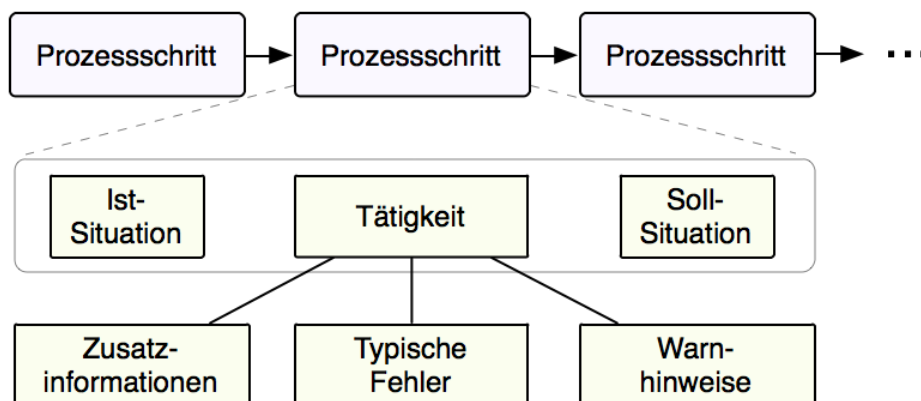 Prozessschritt Prozessschritt Prozessschritt ...
Ist-
Situation
Tätigkeit
Soll-
Situation
Zusatz-
informationen
Typische
Fehler
Warn-
hinweise